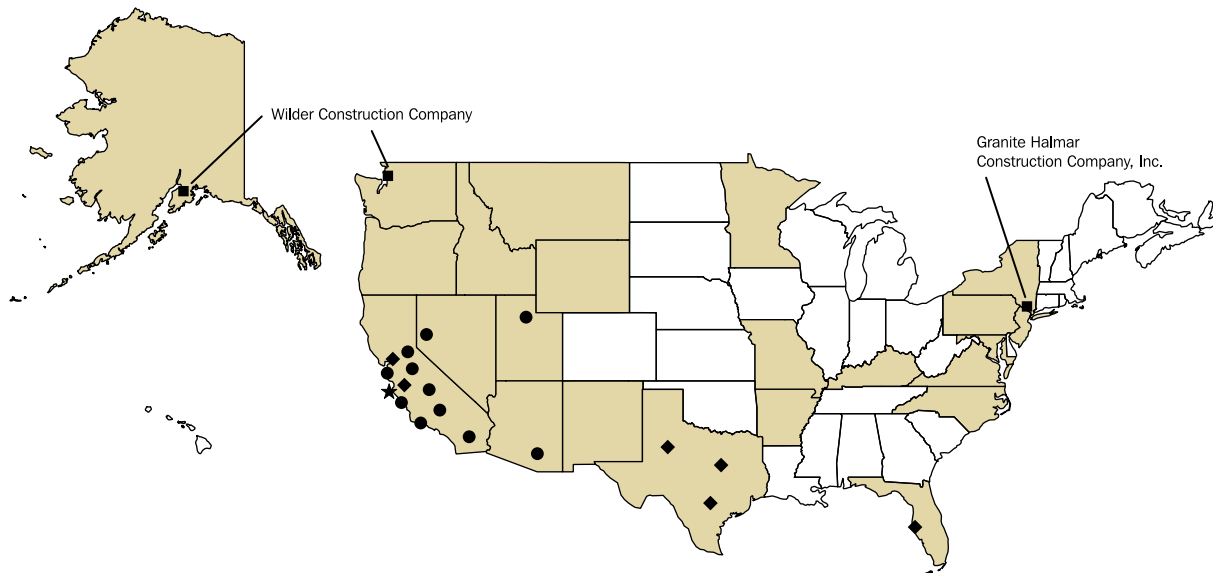 Wilder Construction Company
Granite Halmar
Construction Company, Inc.